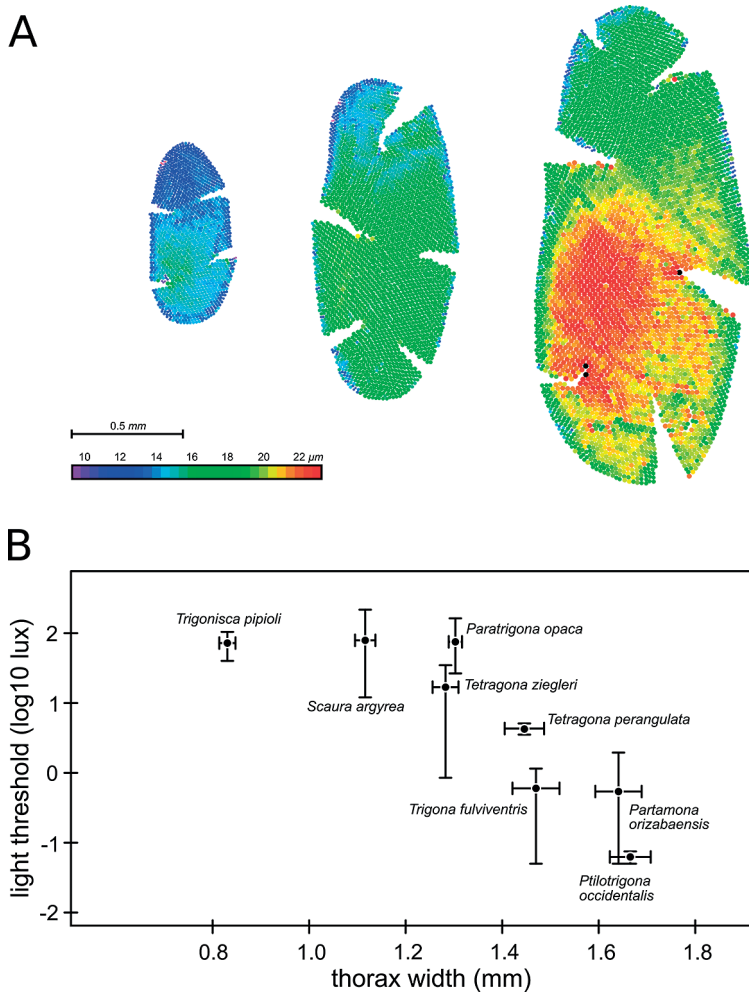 A
0.5 mm
10 12 14 16 18 20 22 µm
B
light threshold (log10 lux)
2
1
0
-1
-2
Trigonisca pipioli
Scaura argyrea
Paratrigona opaca
Tetragona ziegleri
Tetragona perangulata
Trigona fulviventris
Partamona
orizabaensis
Ptilotrigona
occidentalis
0.8 1.0 1.2 1.4 1.6 1.8
thorax width (mm)